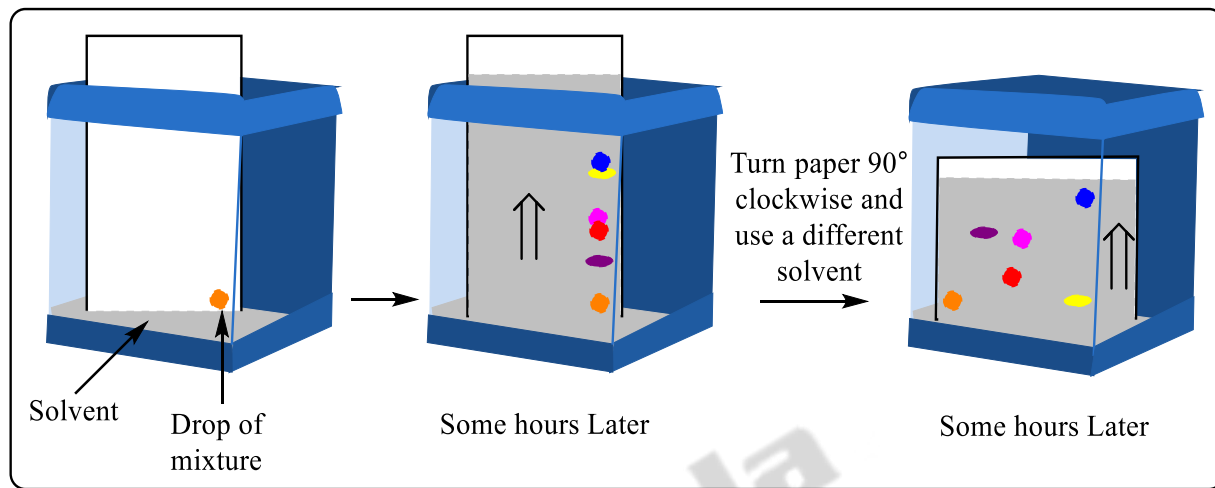 Solvent
Drop of
mixture
Some hours Later
Turn paper 90°
clockwise and
use a different
solvent
Some hours Later